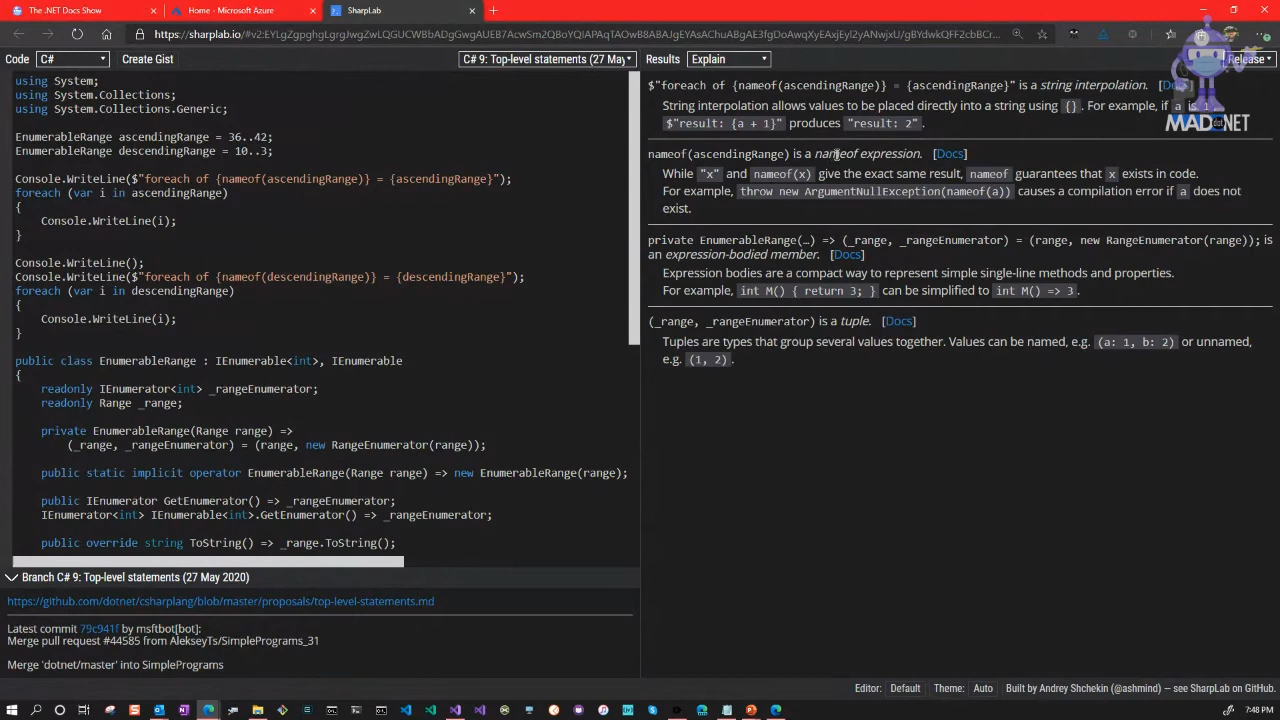 The .NET Docs Show
Home - Microsoft Azure
SharpLab
https://sharplab.io/#v2:EYLgZgpghgLgrgJwgZwLQGUCWBbADgGwgAUEB7AcwSm2QBoYATAOwB8ABAJgEYAsAChuABgAE3fgDoAwqXyEAxjEyl2yANwjxU/gBYdwkQFF2cbBCr...
Code
C#
Create Gist
C# 9: Top-level statements (27 May
Results
Explain
Release
using System;
using System.Collections;
using System.Collections.Generic;
EnumerableRange ascendingRange = 36..42;
EnumerableRange descendingRange = 10..3;
Console.WriteLine($"foreach of {nameof(ascendingRange)} = {ascendingRange}");
foreach (var i in ascendingRange)
{
Console.WriteLine(i);
}
Console.WriteLine();
Console.WriteLine($"foreach of {nameof(descendingRange)} = {descendingRange}");
foreach (var i in descendingRange)
{
Console.WriteLine(i);
}
public class EnumerableRange : IEnumerable<int>, IEnumerable
{
readonly IEnumerator<int> _rangeEnumerator;
readonly Range _range;
private EnumerableRange(Range range) =>
(_range, _rangeEnumerator) = (range, new RangeEnumerator(range));
public static implicit operator EnumerableRange(Range range) => new EnumerableRange(range);
public IEnumerator GetEnumerator() => _rangeEnumerator;
IEnumerator<int> IEnumerable<int>.GetEnumerator() => _rangeEnumerator;
public override string ToString() => _range.ToString();
Branch C# 9: Top-level statements (27 May 2020)
https://github.com/dotnet/csharplang/blob/master/proposals/top-level-statements.md
Latest commit 79c941f by msftbot[bot]:
Merge pull request #44585 from AlekseyTs/SimplePrograms_31
Merge 'dotnet/master' into SimplePrograms
$"foreach of {nameof(ascendingRange)} = {ascendingRange}" is a string interpolation. [Docs]
String interpolation allows values to be placed directly into a string using {}. For example, if a is 1,
$"result: {a + 1}" produces "result: 2".
nameof(ascendingRange) is a nameof expression. [Docs]
While "x" and nameof(x) give the exact same result, nameof guarantees that x exists in code.
For example, throw new ArgumentNullException(nameof(a)) causes a compilation error if a does not
exist.
private EnumerableRange(…) => (_range, _rangeEnumerator) = (range, new RangeEnumerator(range)); is
an expression-bodied member. [Docs]
Expression bodies are a compact way to represent simple single-line methods and properties.
For example, int M() { return 3; } can be simplified to int M() => 3.
(_range, _rangeEnumerator) is a tuple. [Docs]
Tuples are types that group several values together. Values can be named, e.g. (a: 1, b: 2) or unnamed,
e.g. (1, 2).
MADdotNET
Editor: Default Theme: Auto Built by Andrey Shchekin (@ashmind) — see SharpLab on GitHub.
7:48 PM